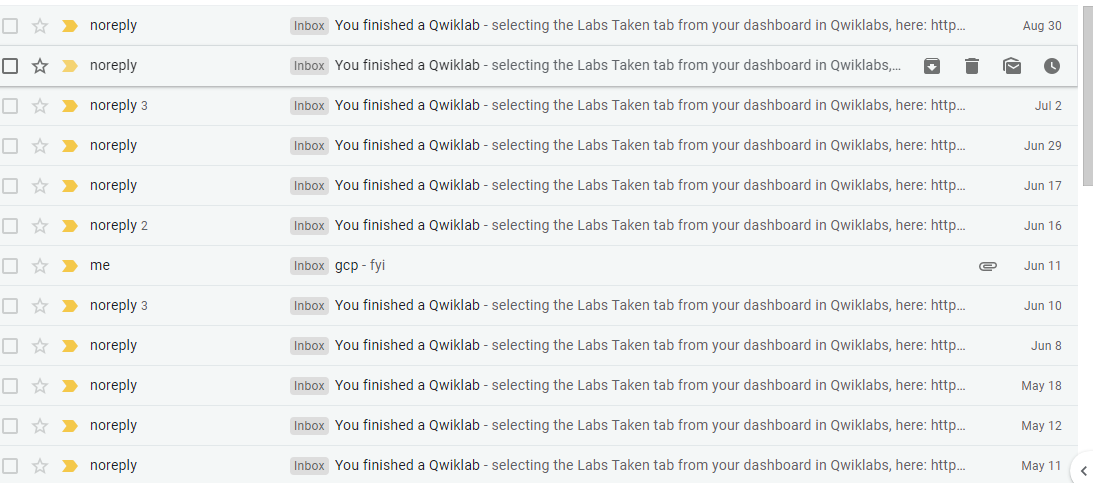 noreply Inbox You finished a Qwiklab - selecting the Labs Taken tab from your dashboard in Qwiklabs, here: http... Aug 30
noreply Inbox You finished a Qwiklab - selecting the Labs Taken tab from your dashboard in Qwiklabs,...
noreply 3 Inbox You finished a Qwiklab - selecting the Labs Taken tab from your dashboard in Qwiklabs, here: http... Jul 2
noreply Inbox You finished a Qwiklab - selecting the Labs Taken tab from your dashboard in Qwiklabs, here: http... Jun 29
noreply Inbox You finished a Qwiklab - selecting the Labs Taken tab from your dashboard in Qwiklabs, here: http... Jun 17
noreply 2 Inbox You finished a Qwiklab - selecting the Labs Taken tab from your dashboard in Qwiklabs, here: http... Jun 16
me Inbox gcp - fyi Jun 11
noreply 3 Inbox You finished a Qwiklab - selecting the Labs Taken tab from your dashboard in Qwiklabs, here: http... Jun 10
noreply Inbox You finished a Qwiklab - selecting the Labs Taken tab from your dashboard in Qwiklabs, here: http... Jun 8
noreply Inbox You finished a Qwiklab - selecting the Labs Taken tab from your dashboard in Qwiklabs, here: http... May 18
noreply Inbox You finished a Qwiklab - selecting the Labs Taken tab from your dashboard in Qwiklabs, here: http... May 12
noreply Inbox You finished a Qwiklab - selecting the Labs Taken tab from your dashboard in Qwiklabs, here: http... May 11